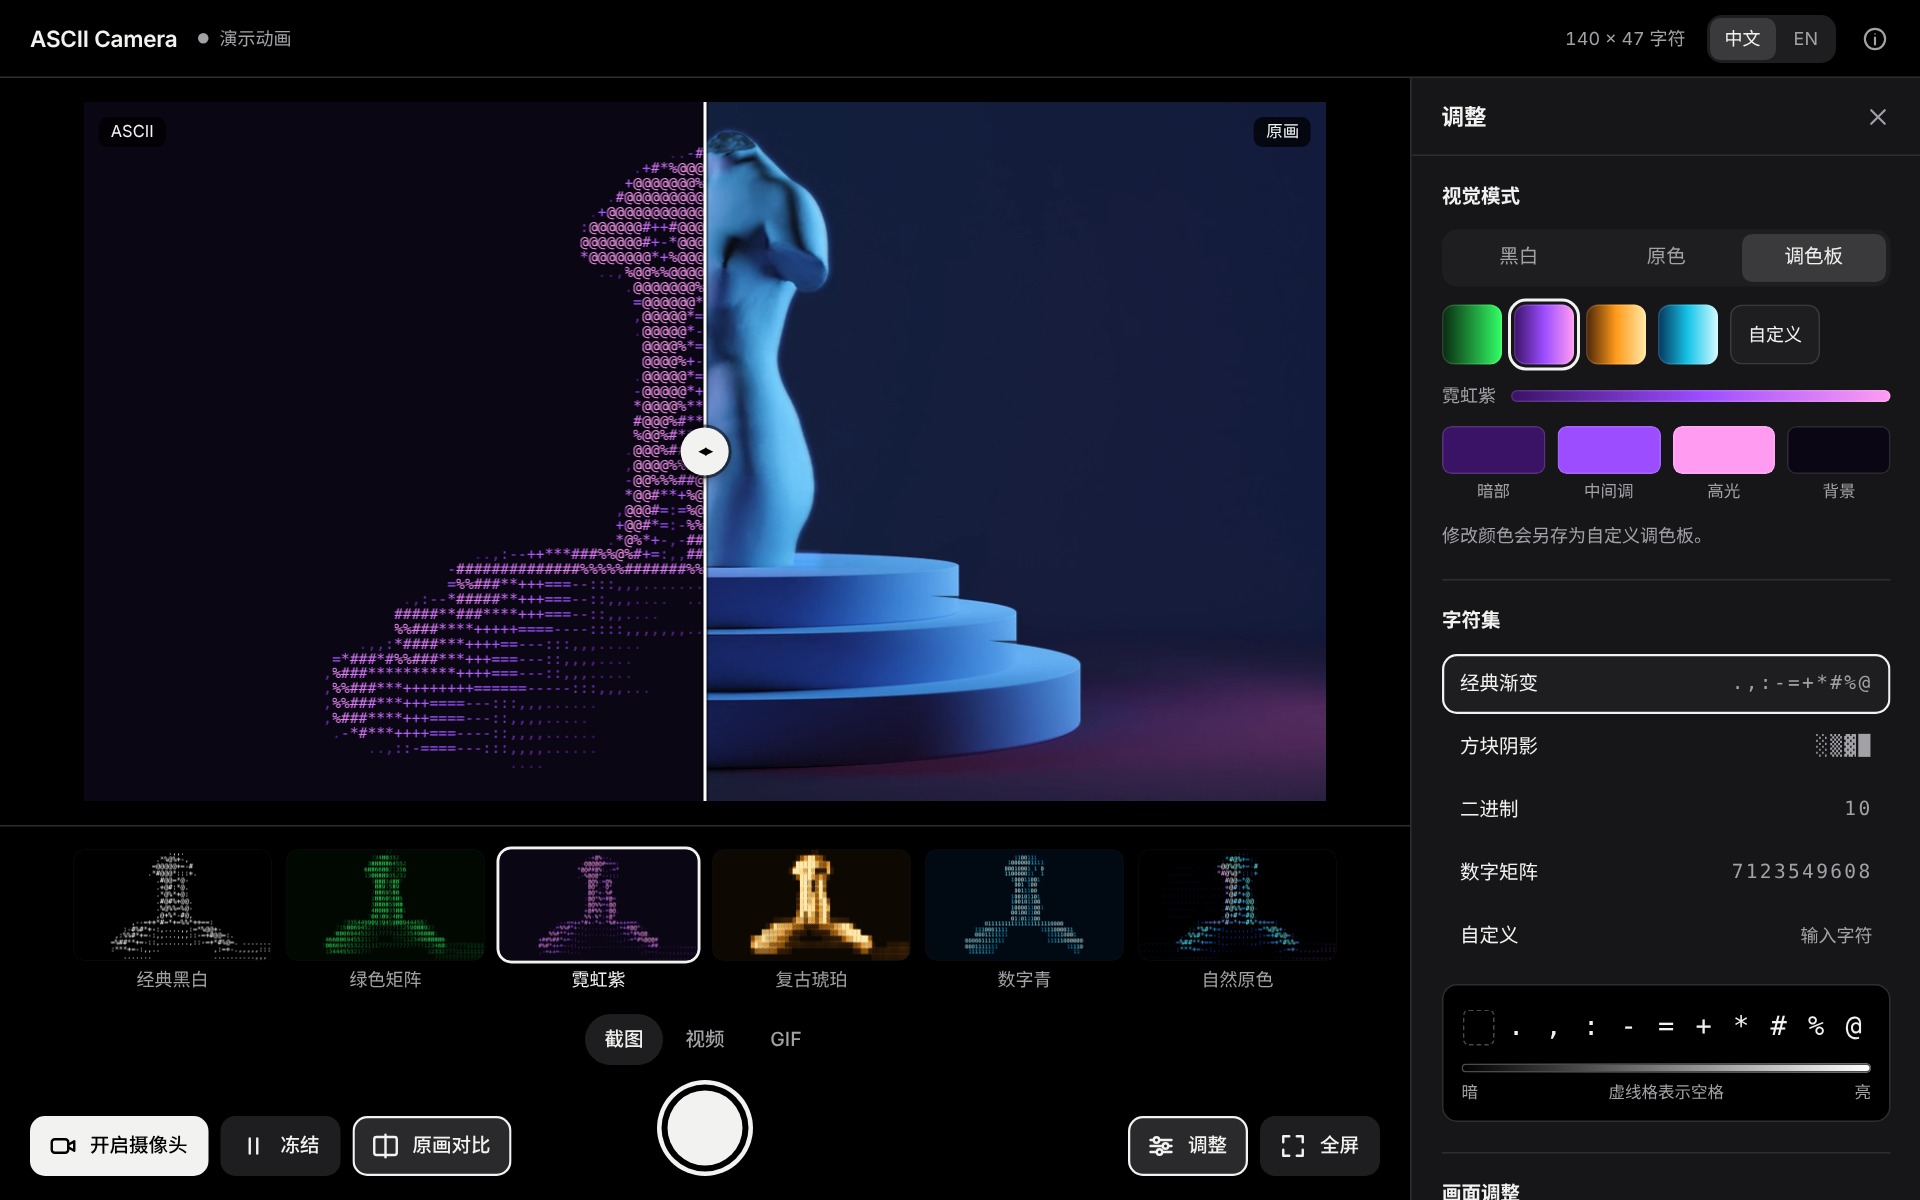 ASCII Camera
演示动画
140 × 47 字符
中文
EN
ASCII
原画
经典黑白
绿色矩阵
霓虹紫
复古琥珀
数字青
自然原色
截图
视频
GIF
开启摄像头
冻结
原画对比
调整
全屏
调整
视觉模式
黑白
原色
调色板
自定义
霓虹紫
暗部
中间调
高光
背景
修改颜色会另存为自定义调色板。
字符集
经典渐变 .,:-=+*#%@
方块阴影 ░▒▓█
二进制 10
数字矩阵 7123549608
自定义 输入字符
. , : - = + * # % @
暗 虚线格表示空格 亮
画面调整